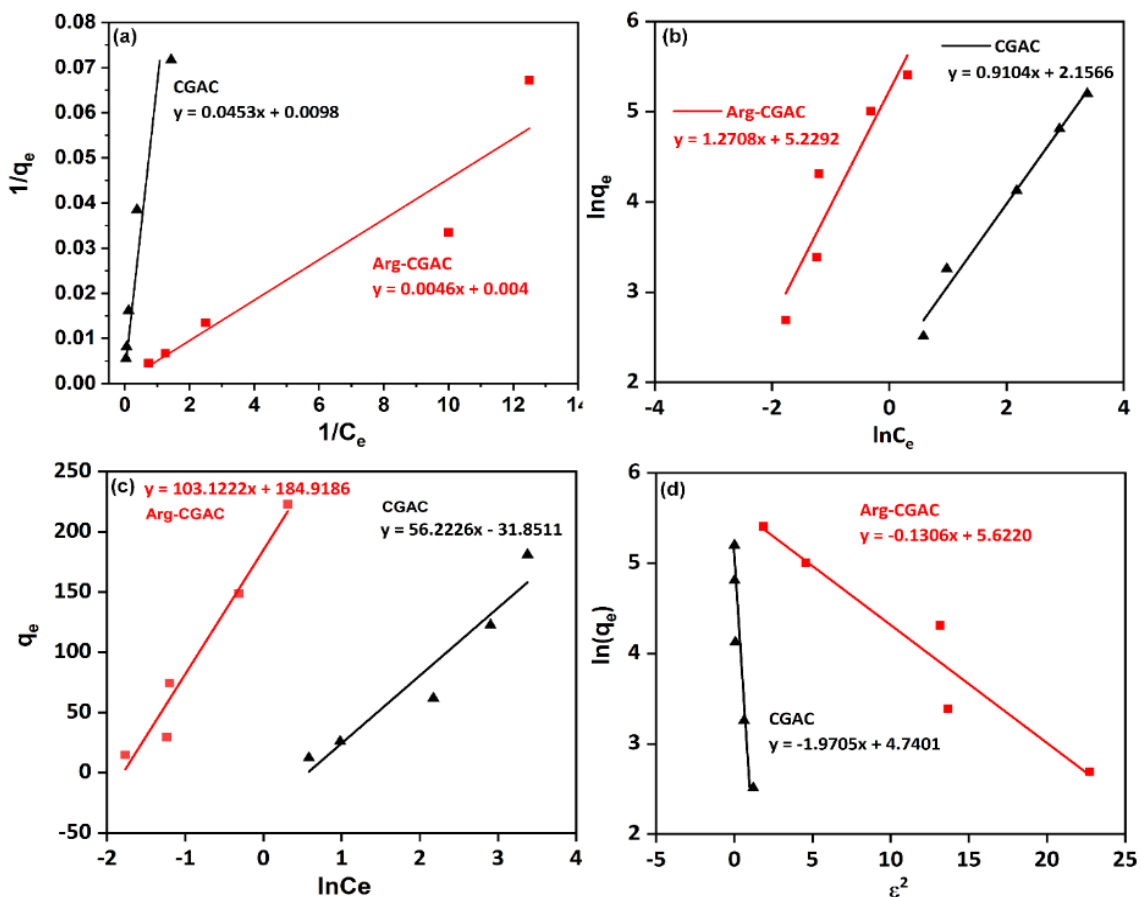 (a)
CGAC
y = 0.0453x + 0.0098
Arg-CGAC
y = 0.0046x + 0.004
0.08
0.07
0.06
0.05
0.04
0.03
0.02
0.01
0.00
1/qₑ
0 2 4 6 8 10 12 14
1/Cₑ
(b)
CGAC
y = 0.9104x + 2.1566
Arg-CGAC
y = 1.2708x + 5.2292
6
5
4
3
2
lnqₑ
-4 -2 0 2 4
lnCₑ
(c)
y = 103.1222x + 184.9186
Arg-CGAC
CGAC
y = 56.2226x - 31.8511
250
200
150
100
50
0
-50
qₑ
-2 -1 0 1 2 3 4
lnCe
(d)
Arg-CGAC
y = -0.1306x + 5.6220
CGAC
y = -1.9705x + 4.7401
6
5
4
3
2
ln(qₑ)
-5 0 5 10 15 20 25
ε²